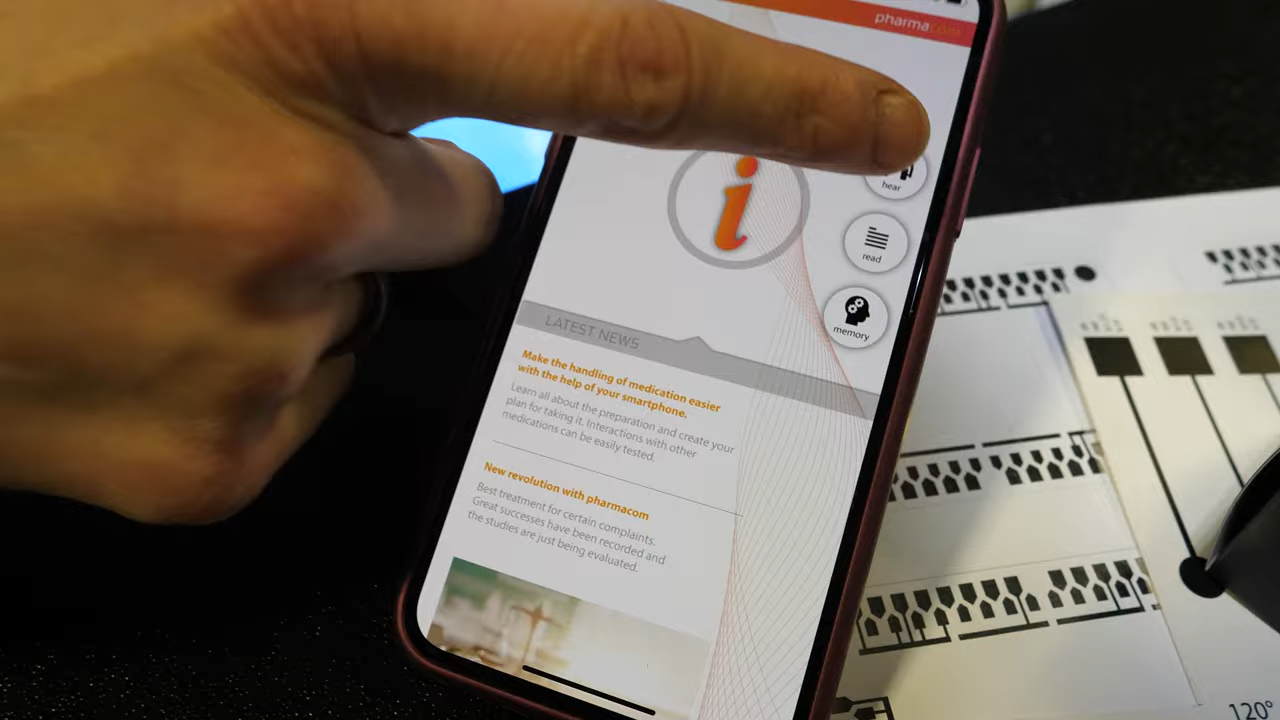 pharmacom
hear
read
memory
LATEST NEWS
Make the handling of medication easier
with the help of your smartphone.
Learn all about the preparation and create your
plan for taking it. Interactions with other
medications can be easily tested.
New revolution with pharmacom
Best treatment for certain complaints.
Great successes have been recorded and
the studies are just being evaluated.
120°